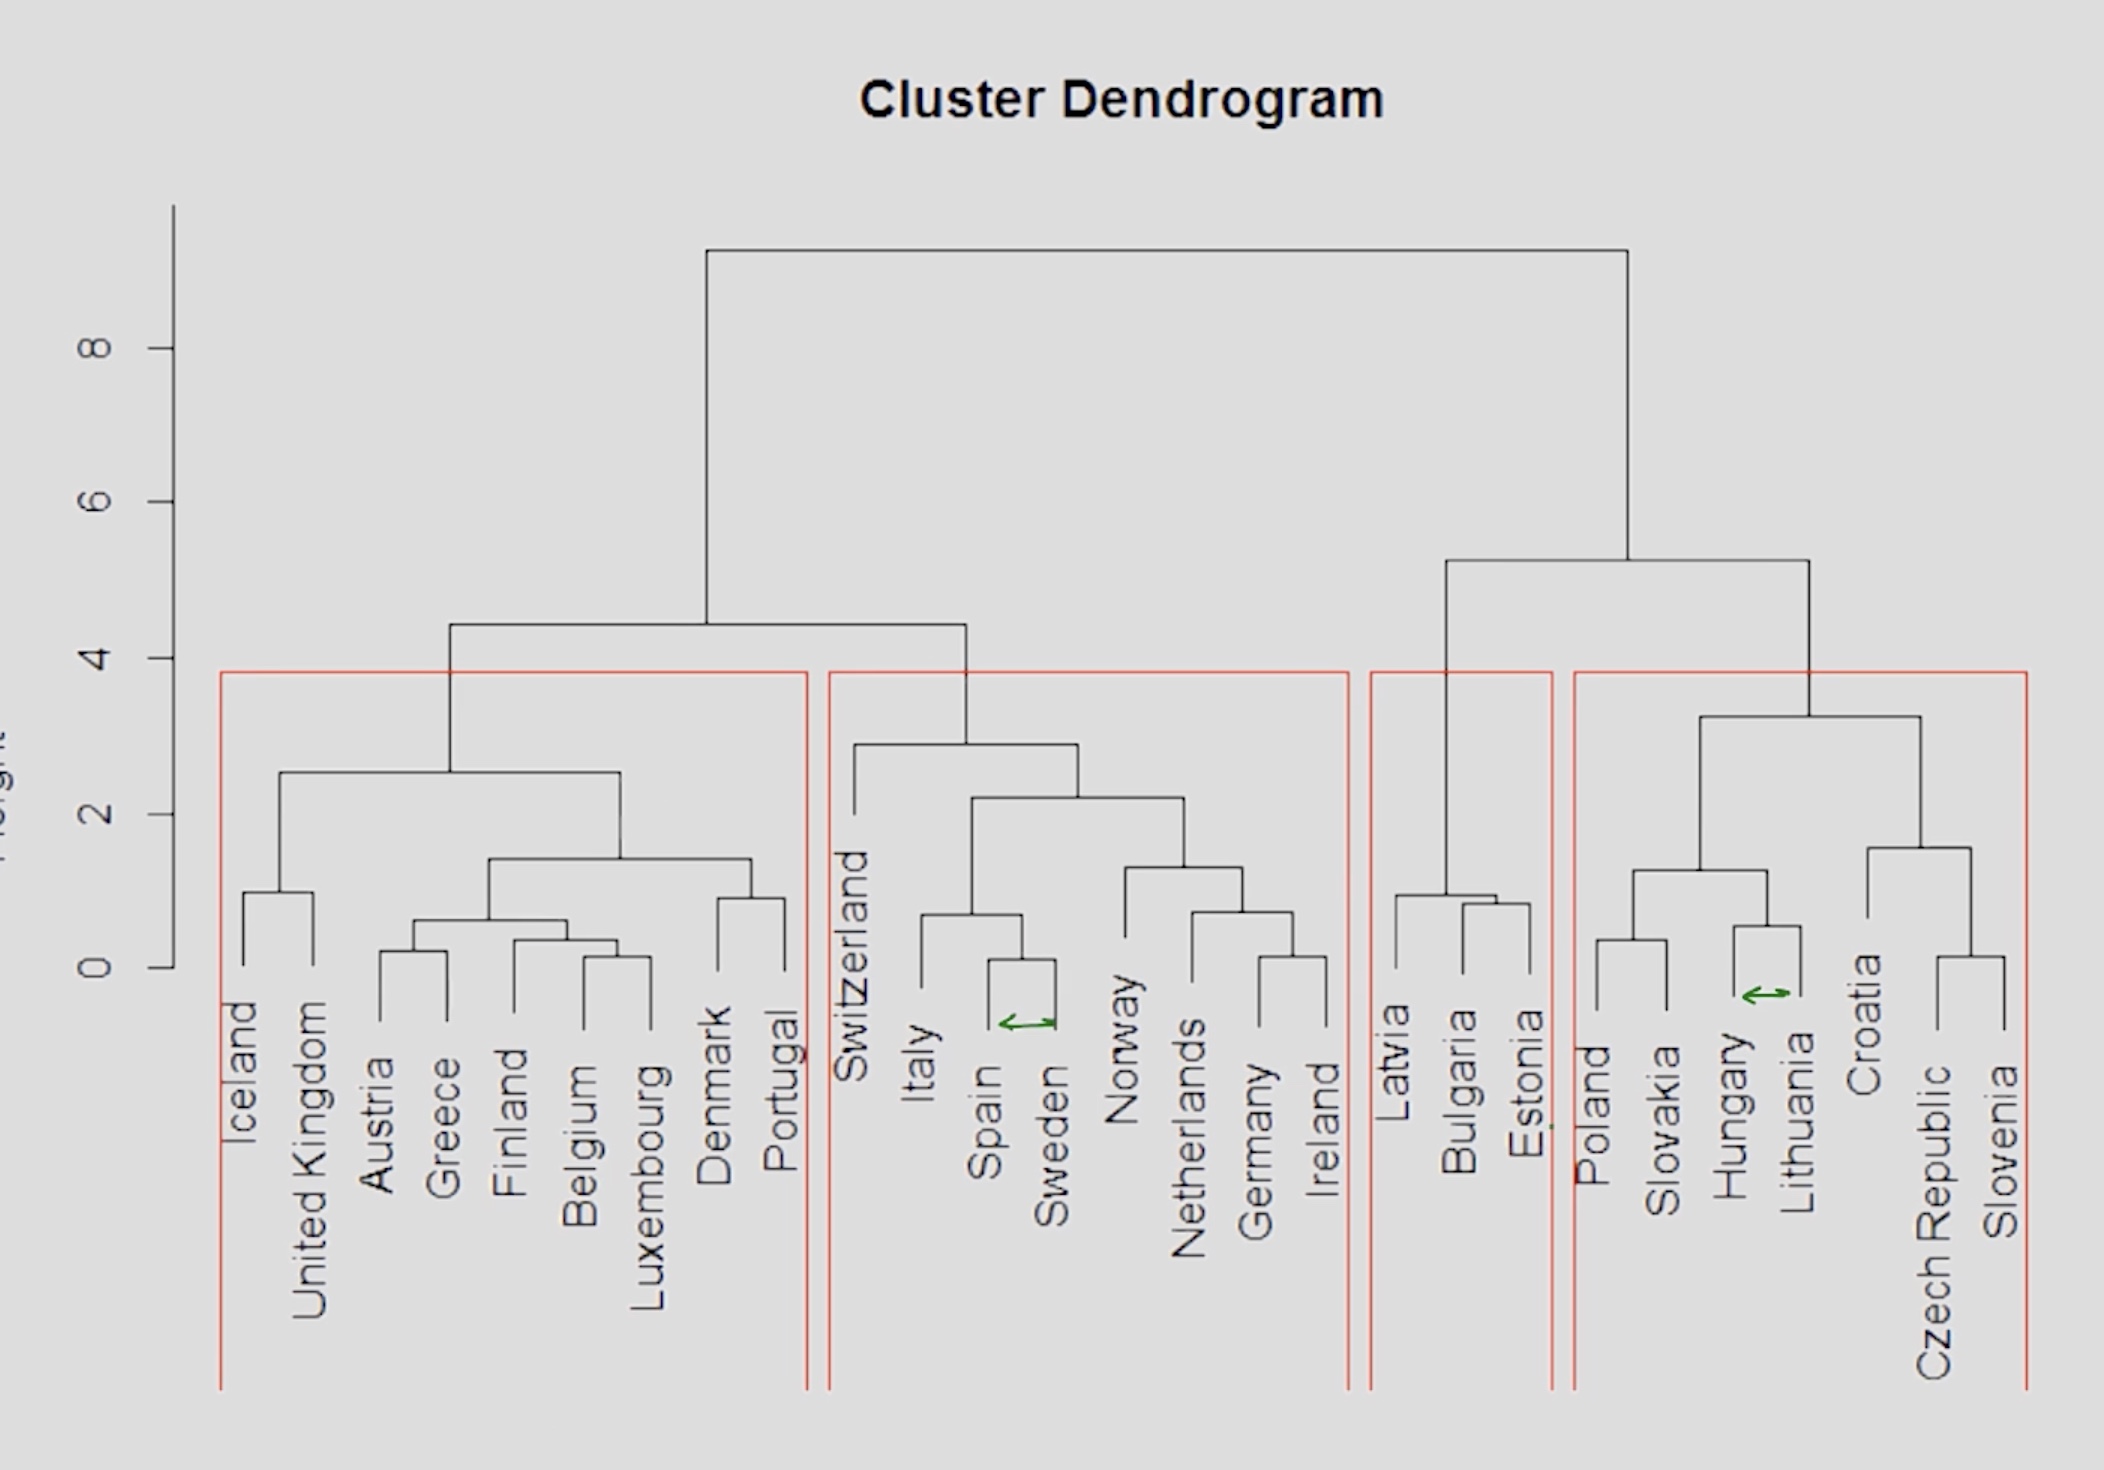 Cluster Dendrogram
8
6
4
2
0
Iceland
United Kingdom
Austria
Greece
Finland
Belgium
Luxembourg
Denmark
Portugal
Switzerland
Italy
Spain
Sweden
Norway
Netherlands
Germany
Ireland
Latvia
Bulgaria
Estonia
Poland
Slovakia
Hungary
Lithuania
Croatia
Czech Republic
Slovenia